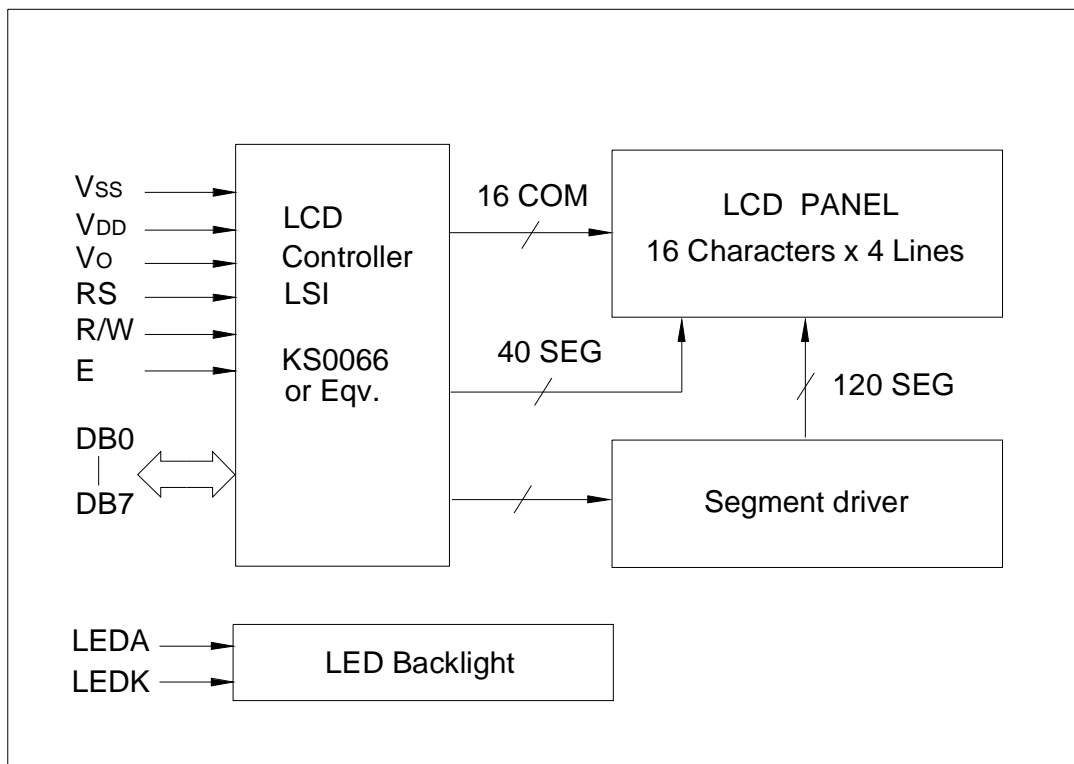 VSS
VDD
VO
RS
R/W
E
DB0
DB7
LCD
Controller
LSI
KS0066
or Eqv.
16 COM
40 SEG
LCD PANEL
16 Characters x 4 Lines
120 SEG
Segment driver
LEDA
LEDK
LED Backlight